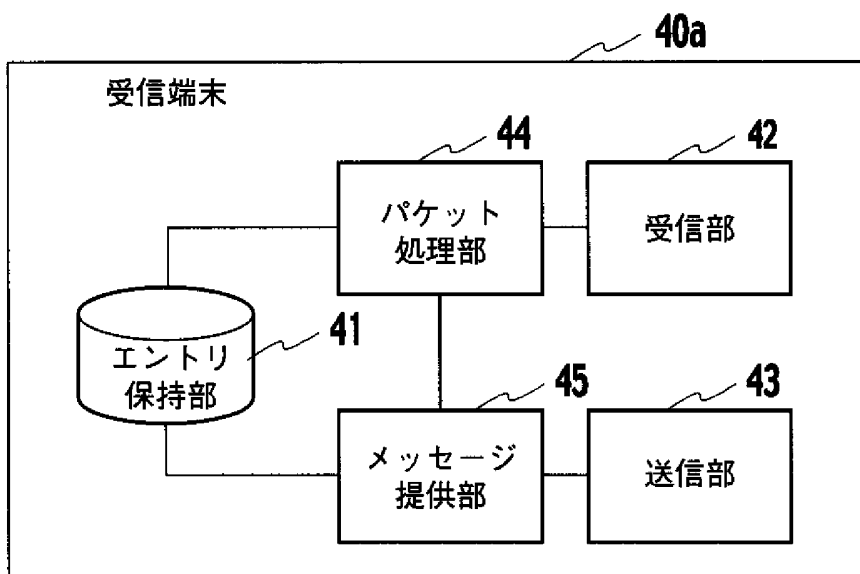 40a
受信端末
44
42
パケット
処理部
受信部
41
エントリ
保持部
45
43
メッセージ
提供部
送信部